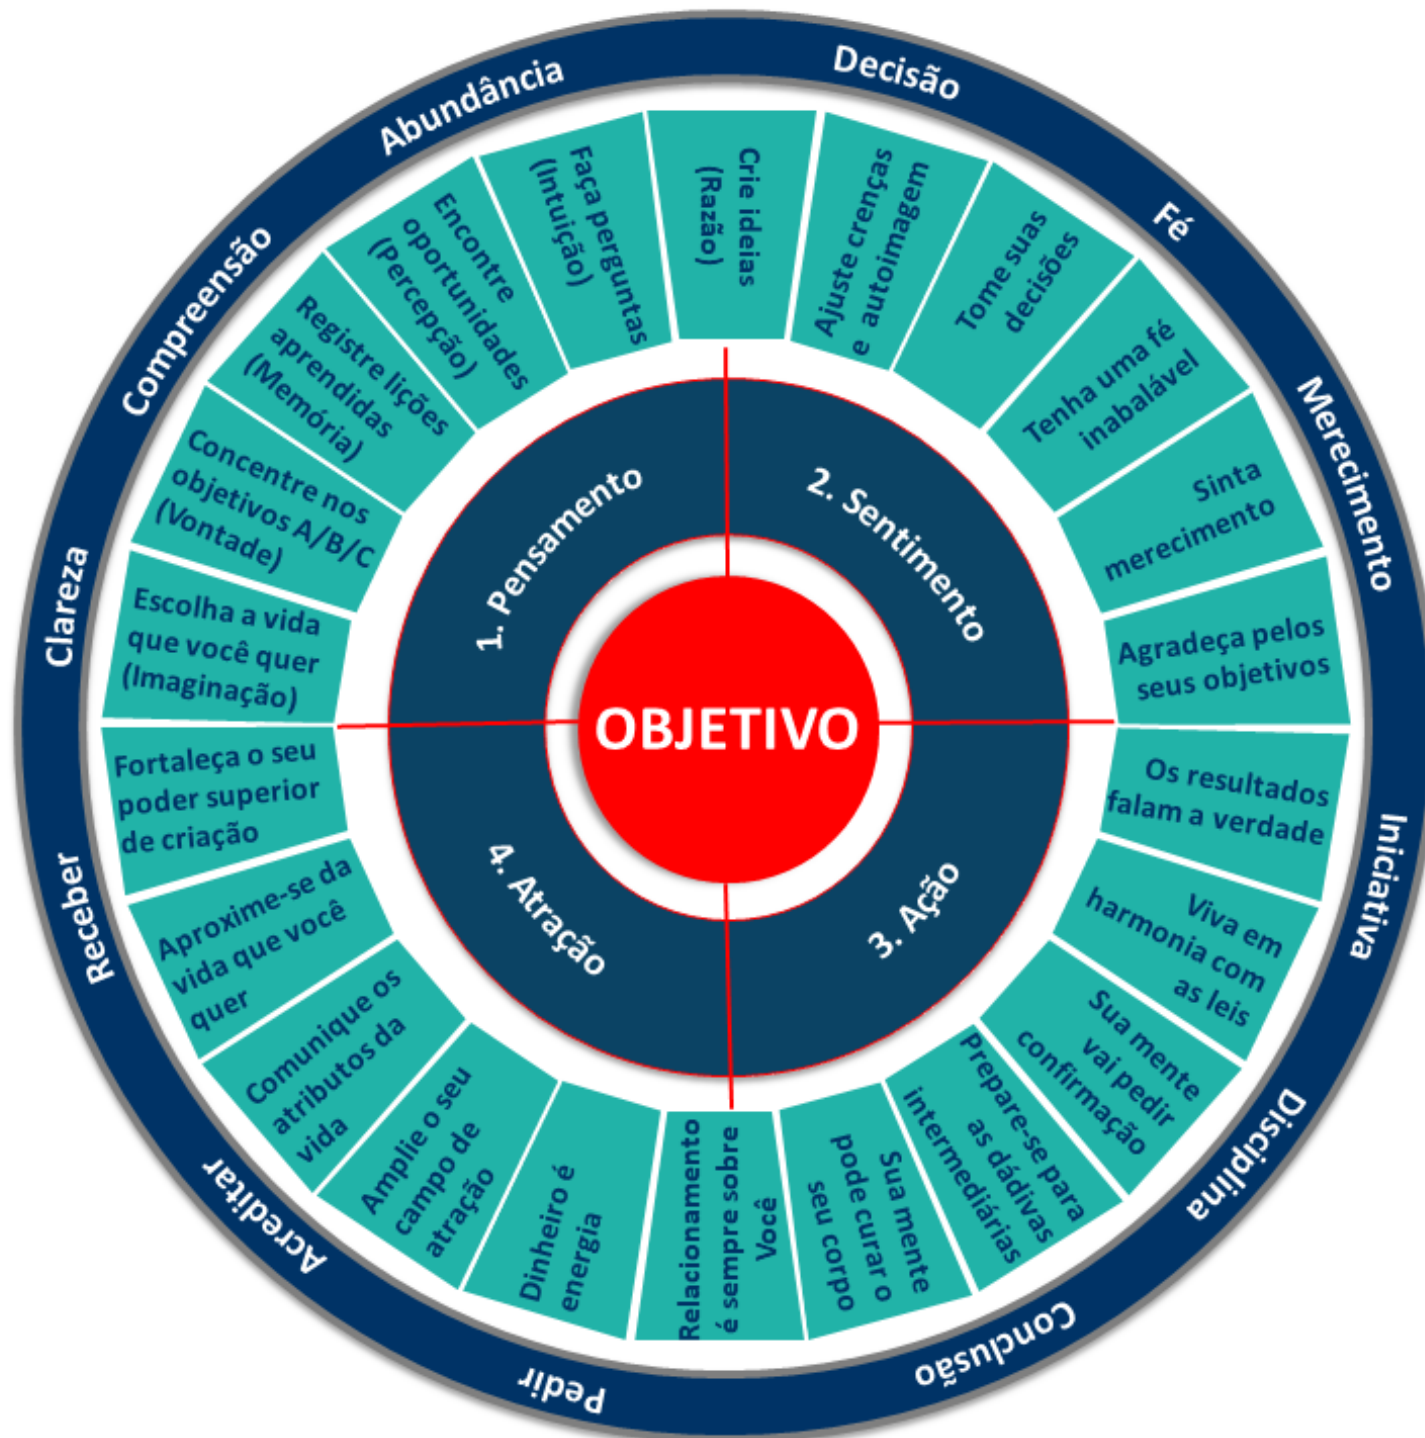 OBJETIVO
1. Pensamento
2. Sentimento
3. Ação
4. Atração
Clareza
Compreensão
Abundância
Decisão
Fé
Merecimento
Iniciativa
Disciplina
Conclusão
Pedir
Acreditar
Receber
Escolha a vida
que você quer
(Imaginação)
Concentre nos
objetivos A/B/C
(Vontade)
Registre lições
aprendidas
(Memória)
Encontre
oportunidades
(Percepção)
Faça perguntas
(Intuição)
Crie ideias
(Razão)
Ajuste crenças
e autoimagem
Tome suas
decisões
Tenha uma fé
inabalável
Sinta
merecimento
Agradeça pelos
seus objetivos
Os resultados
falam a verdade
Viva em
harmonia com
as leis
Sua mente
vai pedir
confirmação
Prepare-se para
as dádivas
intermediárias
Sua mente
pode curar o
seu corpo
Relacionamento
é sempre sobre
Você
Dinheiro é
energia
Amplie o seu
campo de
atração
Comunique os
atributos da
vida
Aproxime-se da
vida que você
quer
Fortaleça o seu
poder superior
de criação